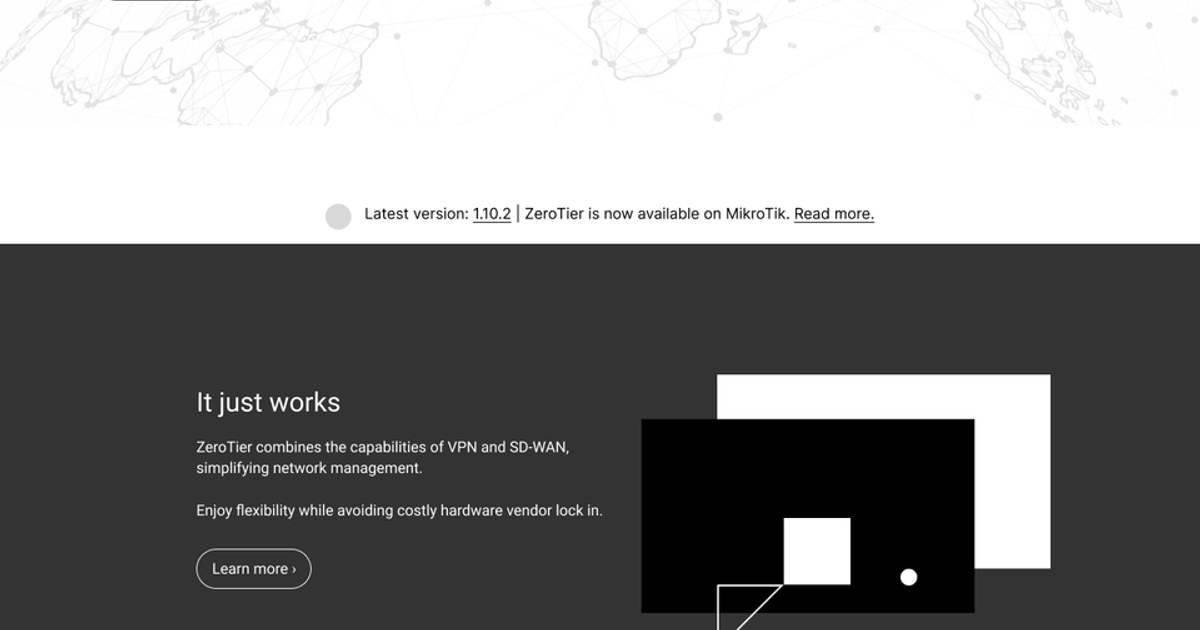 Latest version: 1.10.2 | ZeroTier is now available on MikroTik. Read more.
It just works
ZeroTier combines the capabilities of VPN and SD-WAN,
simplifying network management.
Enjoy flexibility while avoiding costly hardware vendor lock in.
Learn more ›